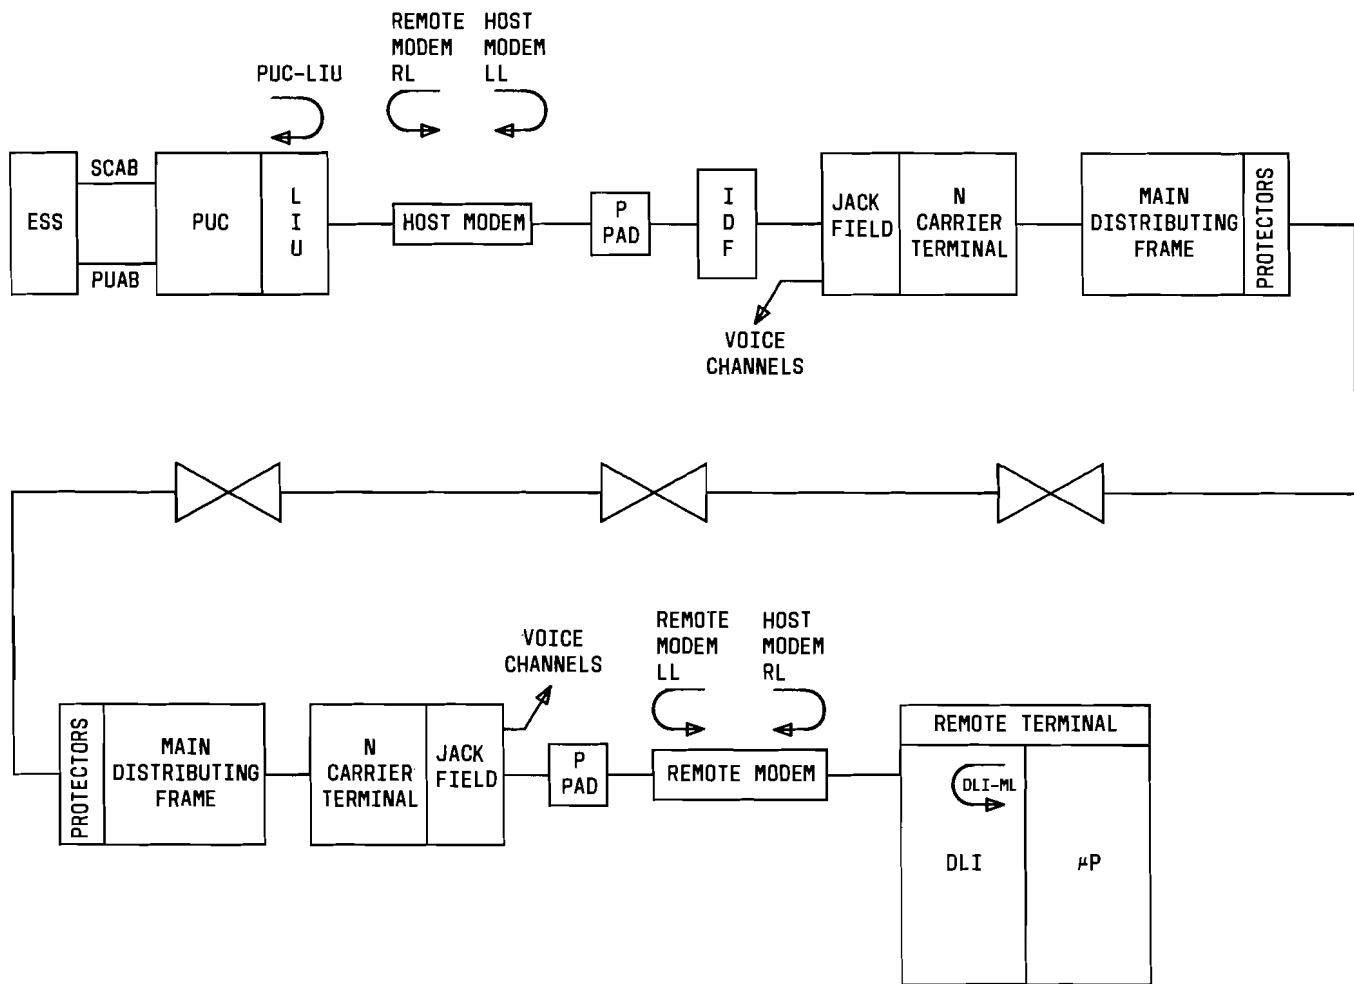 REMOTE
MODEM
RL
HOST
MODEM
LL
PUC-LIU
ESS
SCAB
PUAB
PUC
L
I
U
HOST MODEM
P
PAD
I
D
F
JACK
FIELD
N
CARRIER
TERMINAL
MAIN
DISTRIBUTING
FRAME
PROTECTORS
VOICE
CHANNELS
VOICE
CHANNELS
REMOTE
MODEM
LL
HOST
MODEM
RL
PROTECTORS
MAIN
DISTRIBUTING
FRAME
N
CARRIER
TERMINAL
JACK
FIELD
P
PAD
REMOTE MODEM
REMOTE TERMINAL
DLI-ML
DLI
μP